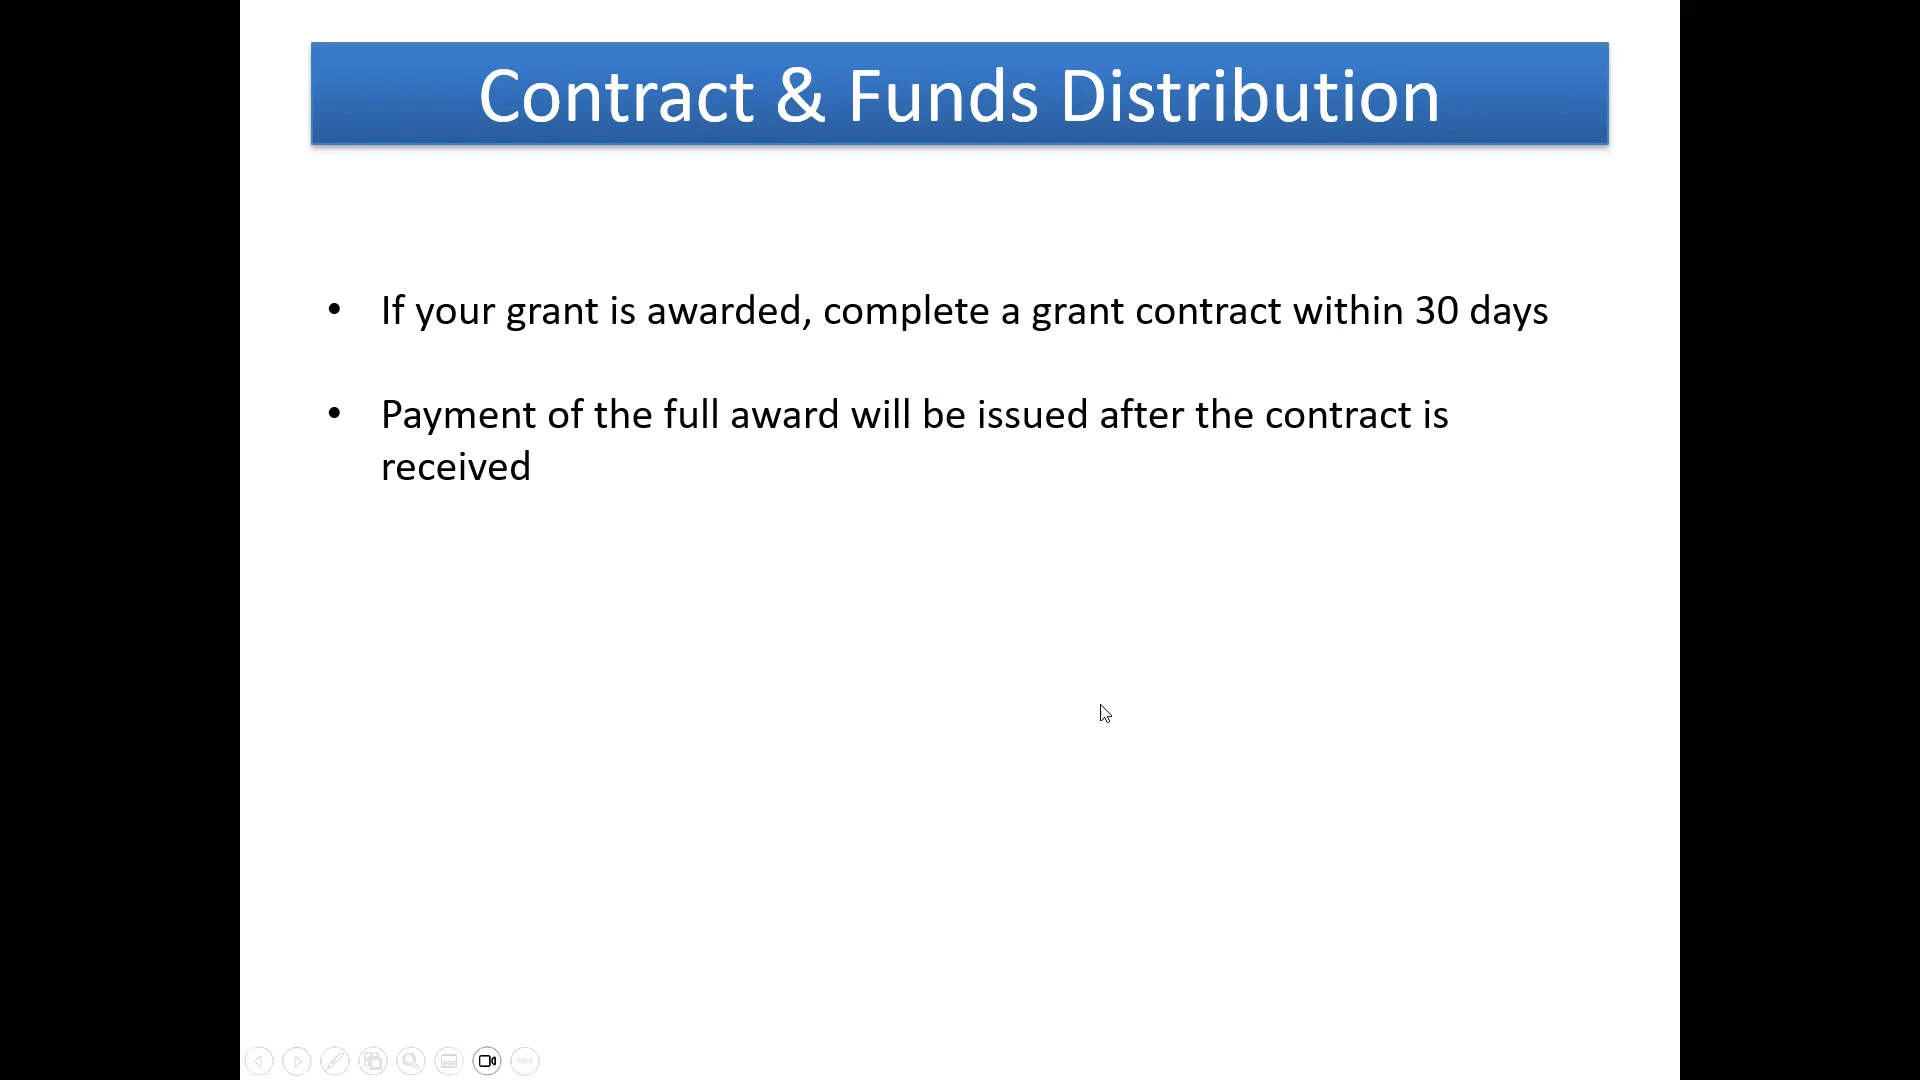 Contract & Funds Distribution
• If your grant is awarded, complete a grant contract within 30 days
• Payment of the full award will be issued after the contract is
received